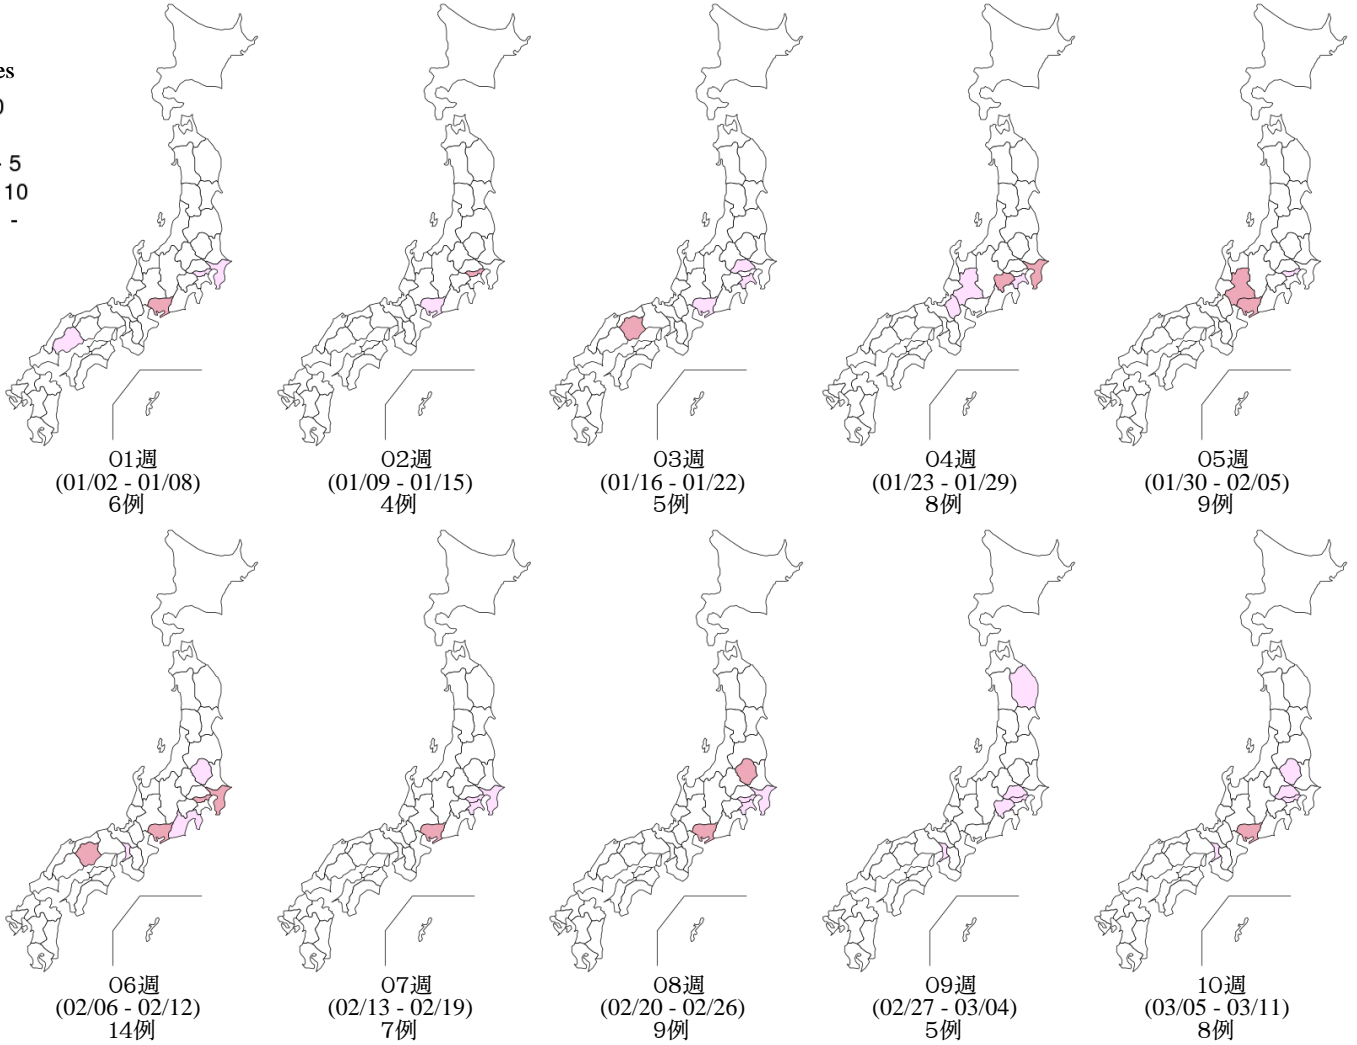 es
0
- 5
10
-
01週
(01/02 - 01/08)
6例
02週
(01/09 - 01/15)
4例
03週
(01/16 - 01/22)
5例
04週
(01/23 - 01/29)
8例
05週
(01/30 - 02/05)
9例
06週
(02/06 - 02/12)
14例
07週
(02/13 - 02/19)
7例
08週
(02/20 - 02/26)
9例
09週
(02/27 - 03/04)
5例
10週
(03/05 - 03/11)
8例